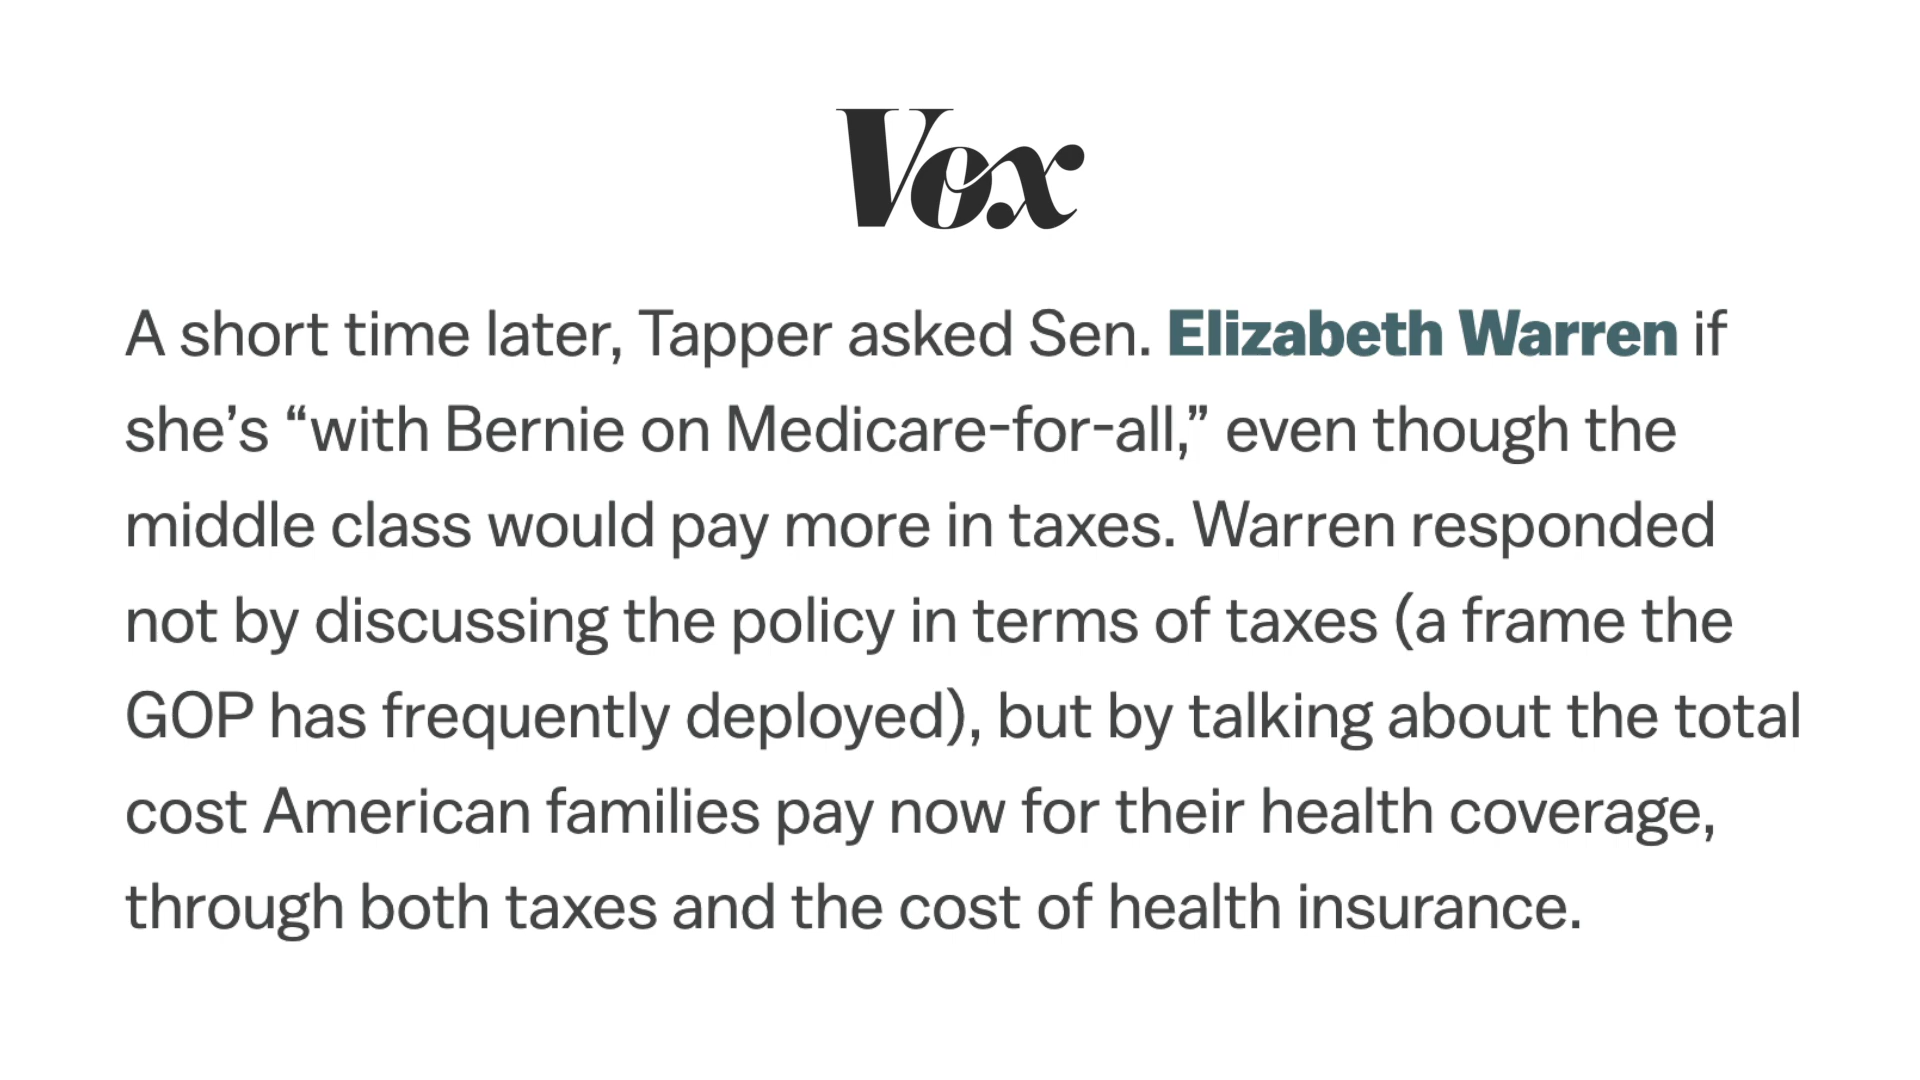 Vox
A short time later, Tapper asked Sen. Elizabeth Warren if
she’s “with Bernie on Medicare-for-all,” even though the
middle class would pay more in taxes. Warren responded
not by discussing the policy in terms of taxes (a frame the
GOP has frequently deployed), but by talking about the total
cost American families pay now for their health coverage,
through both taxes and the cost of health insurance.